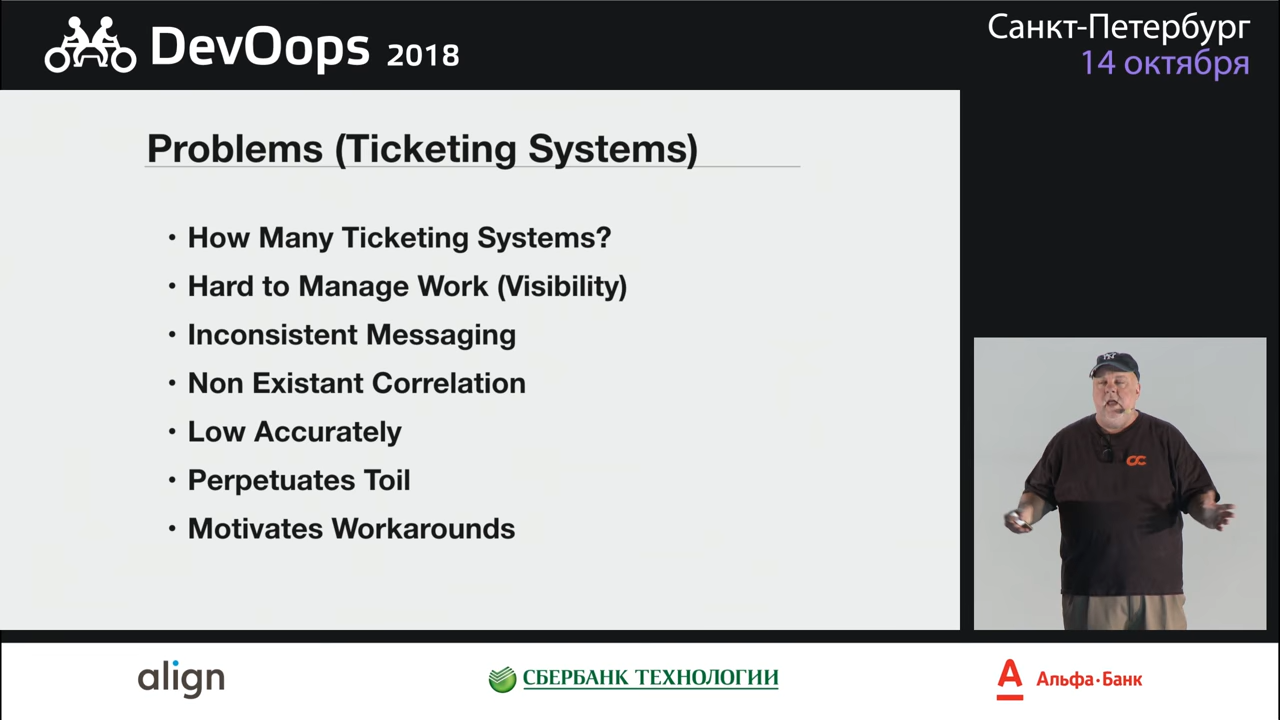 DevOops 2018
Санкт-Петербург
14 октября
Problems (Ticketing Systems)
• How Many Ticketing Systems?
• Hard to Manage Work (Visibility)
• Inconsistent Messaging
• Non Existant Correlation
• Low Accurately
• Perpetuates Toil
• Motivates Workarounds
align
СБЕРБАНК ТЕХНОЛОГИИ
А Альфа·Банк